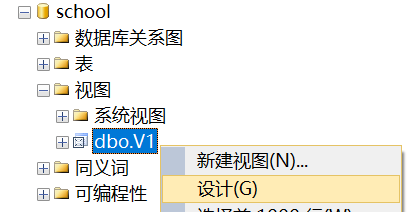 school
数据库关系图
表
视图
系统视图
dbo.V1
新建视图(N)...
同义词
设计(G)
可编程性